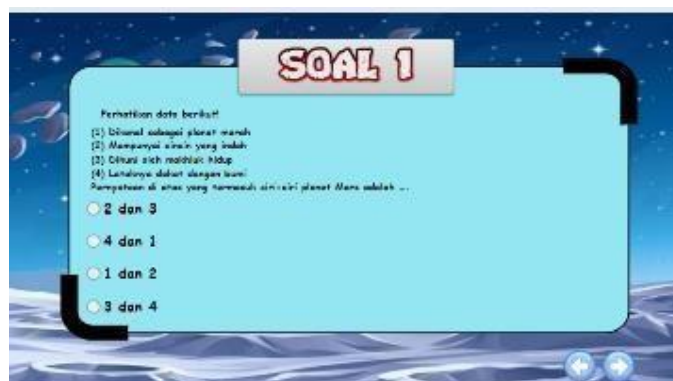 SOAL 1
Perhatikan data berikut!
(1) Dikenal sebagai planet merah
(2) Mempunyai cincin yang indah
(3) Dihuni oleh makhluk hidup
(4) Letaknya dekat dengan bumi
Pernyataan di atas yang termasuk ciri-ciri planet Mars adalah ...
2 dan 3
4 dan 1
1 dan 2
3 dan 4